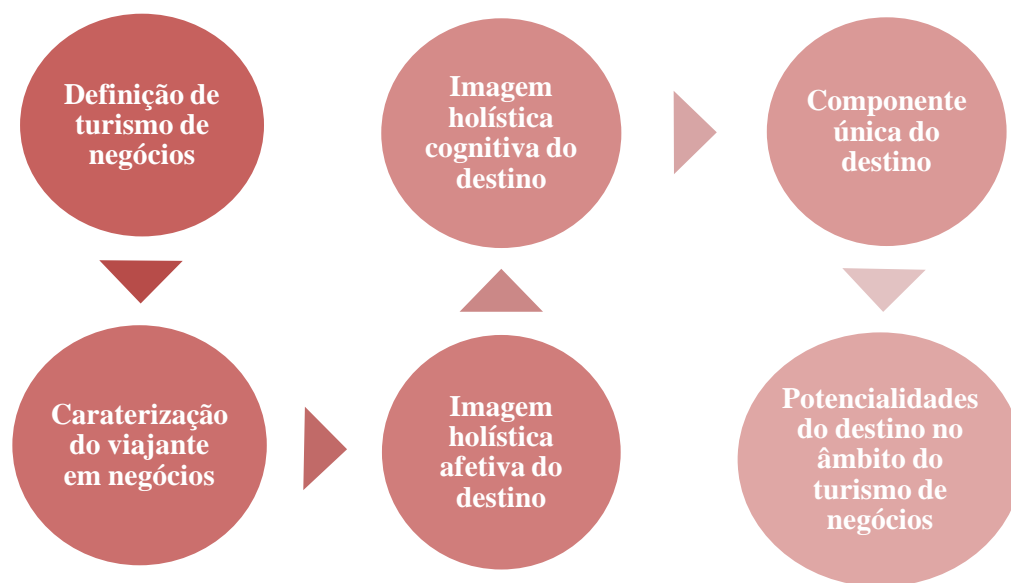 Definição de
turismo de
negócios
Caraterização
do viajante
em negócios
Imagem
holística
afetiva do
destino
Imagem
holística
cognitiva do
destino
Componente
única do
destino
Potencialidades
do destino no
âmbito do
turismo de
negócios